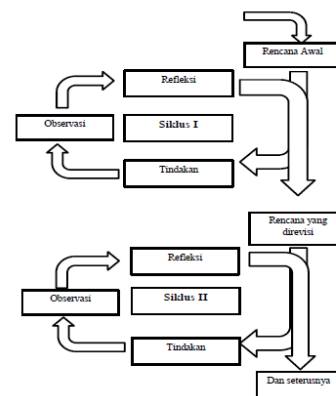 Rencana Awal
Refleksi
Observasi
Siklus I
Tindakan
Rencana yang
direvisi
Refleksi
Observasi
Siklus II
Tindakan
Dan seterusnya